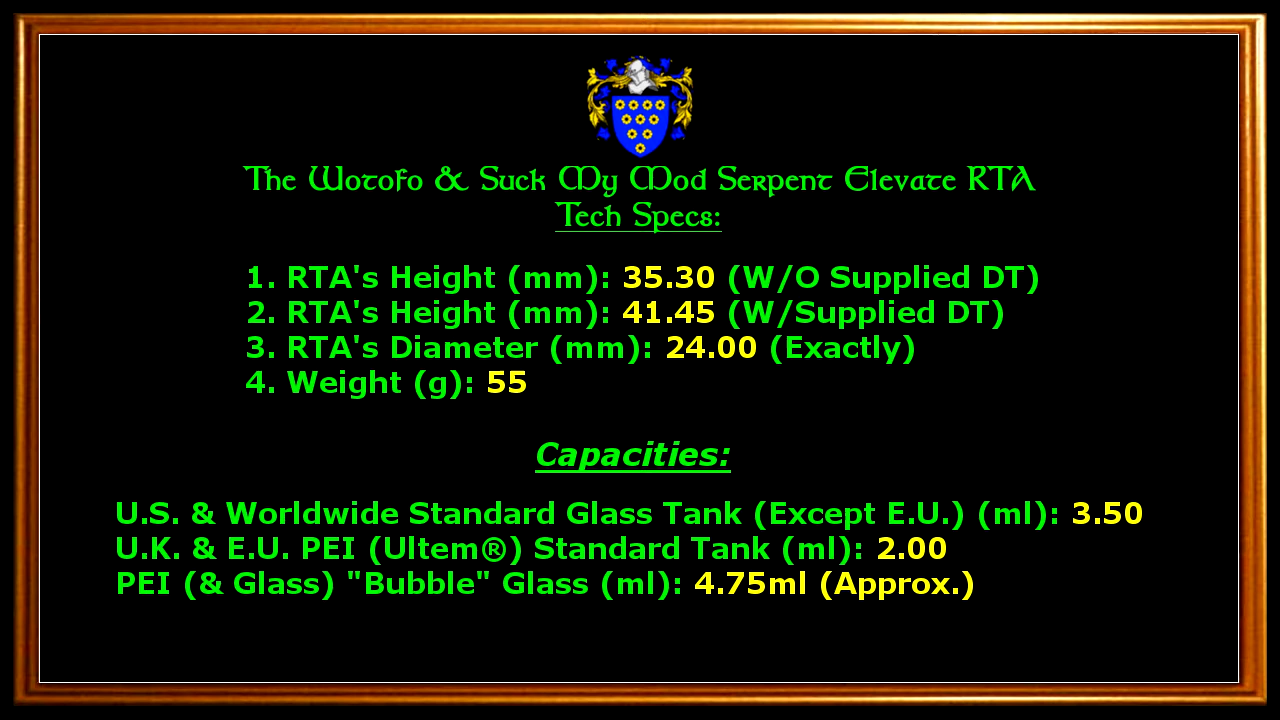 The Wotofo & Suck My Mod Serpent Elevate RTA
Tech Specs:
1. RTA's Height (mm): 35.30 (W/O Supplied DT)
2. RTA's Height (mm): 41.45 (W/Supplied DT)
3. RTA's Diameter (mm): 24.00 (Exactly)
4. Weight (g): 55
Capacities:
U.S. & Worldwide Standard Glass Tank (Except E.U.) (ml): 3.50
U.K. & E.U. PEI (Ultem®) Standard Tank (ml): 2.00
PEI (& Glass) "Bubble" Glass (ml): 4.75ml (Approx.)